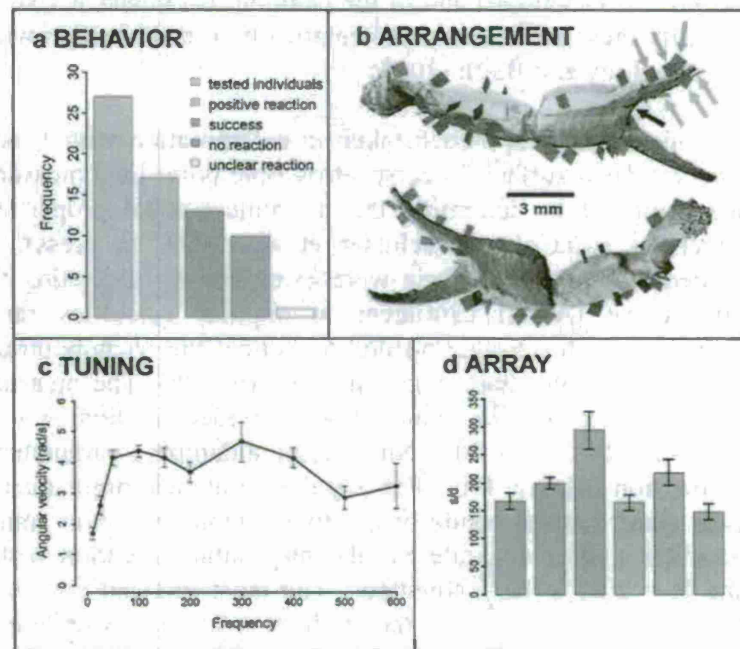 a BEHAVIOR
30
25
20
15
10
5
0
Frequency
tested individuals
positive reaction
success
no reaction
unclear reaction
b ARRANGEMENT
3 mm
c TUNING
6
5
4
3
2
1
0
Angular velocity [rad/s]
0 100 200 300 400 500 600
Frequency
d ARRAY
350
300
250
200
150
100
50
0
s/d